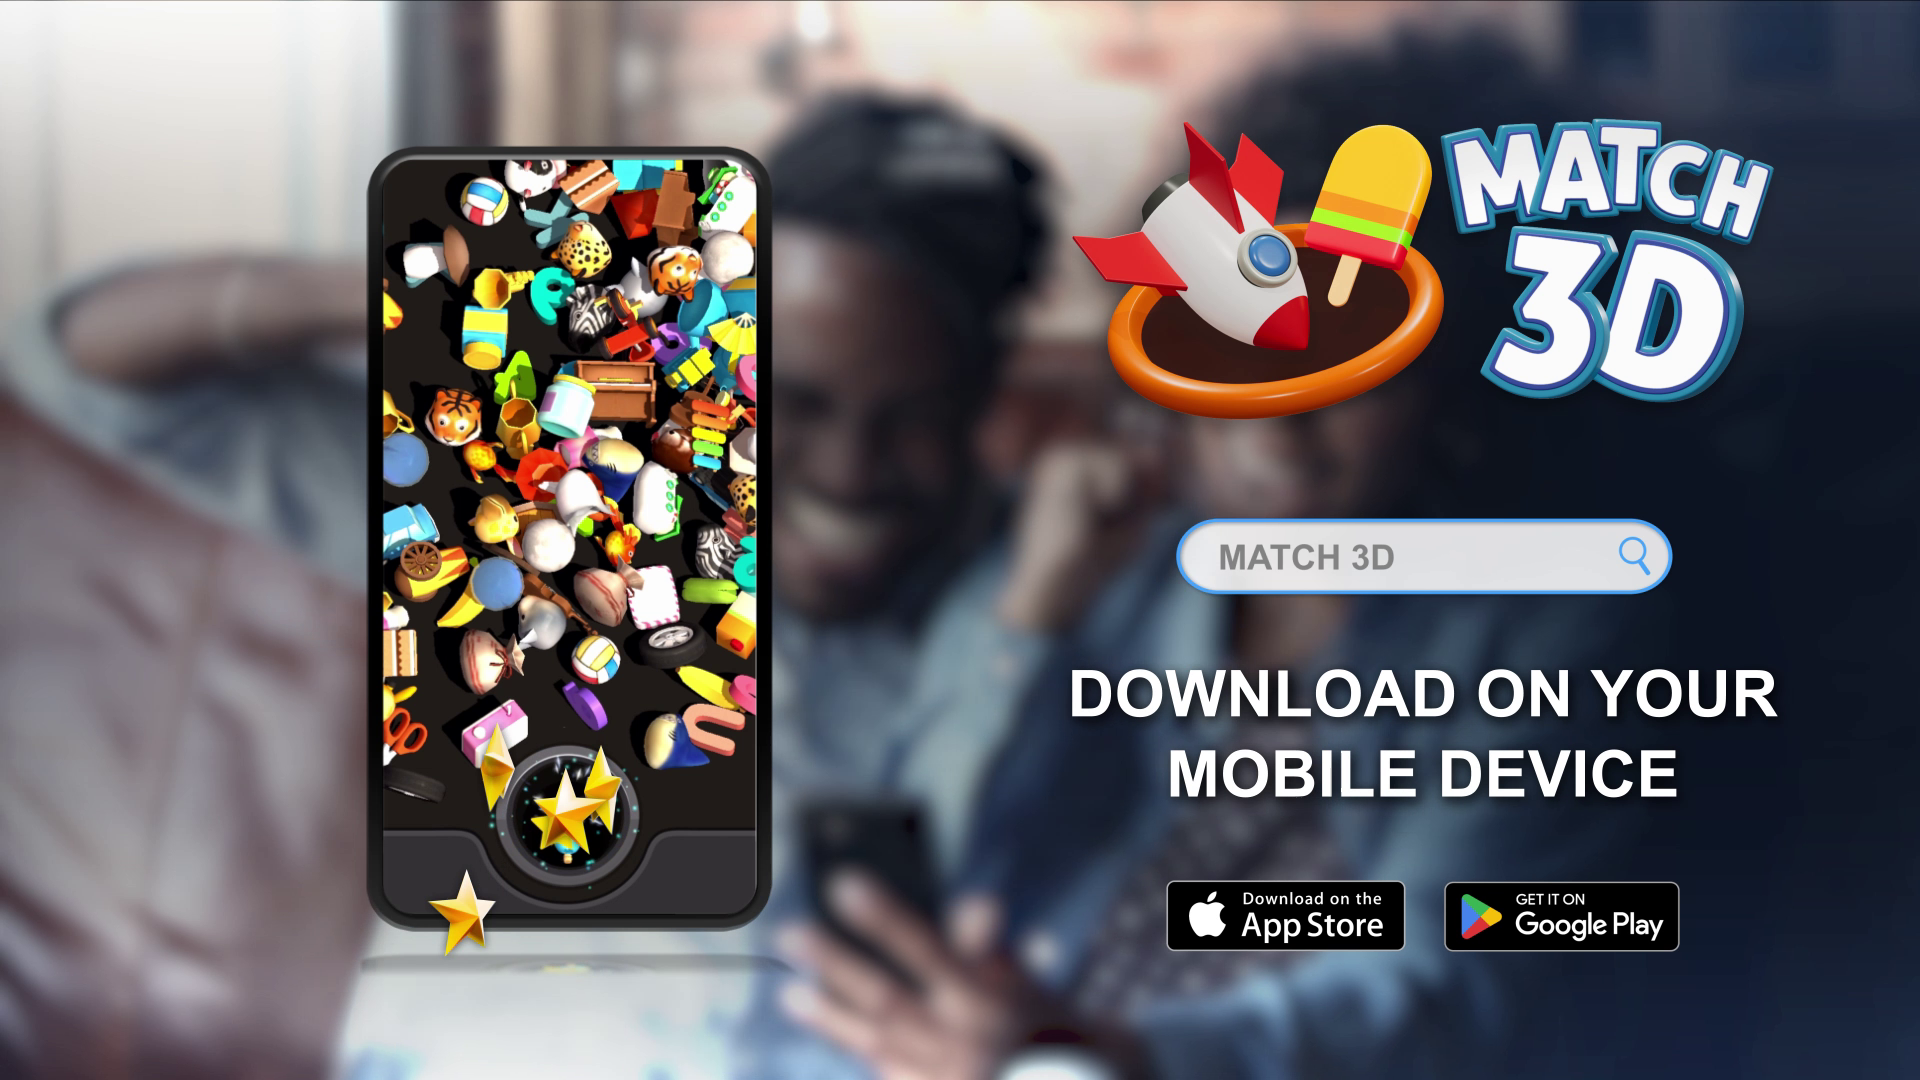 MATCH
3D
MATCH 3D
DOWNLOAD ON YOUR
MOBILE DEVICE
Download on the
App Store
GET IT ON
Google Play